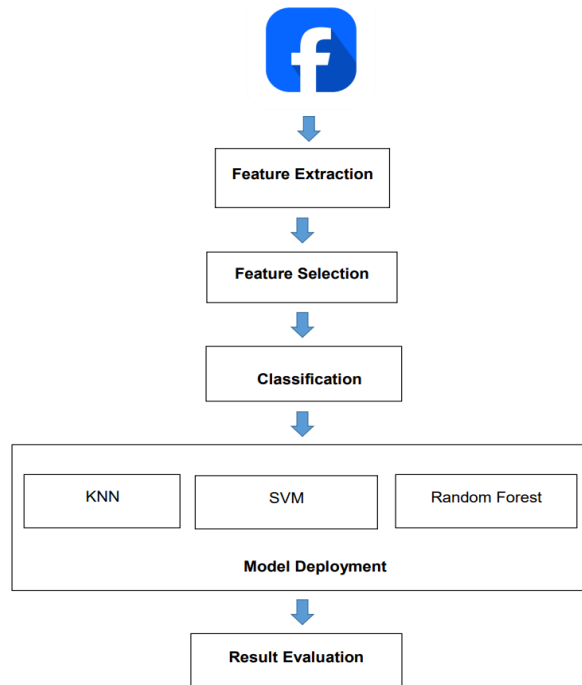 f
Feature Extraction
Feature Selection
Classification
KNN
SVM
Random Forest
Model Deployment
Result Evaluation